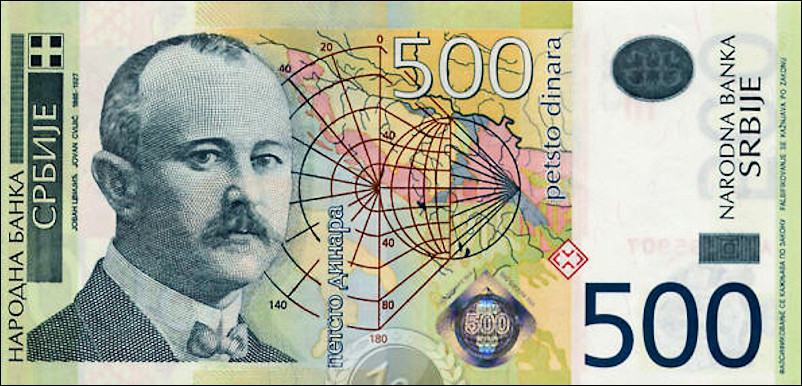 НАРОДНА БАНКА
СРБИЈЕ
ЈОВАН ЦВИЈИЋ JOVAN CVIJIĆ 1865-1927
0
20
40
500
petsto dinara
40
петсто динара
40
140
80
180
500
NARODNA BANKA
SRBIJE
ФАЛСИФИКОВАЊЕ СЕ КАЖЊАВА ПО ЗАКОНУ FALSIFIKOVANJE SE KAŽNJAVA PO ZAKONU
500